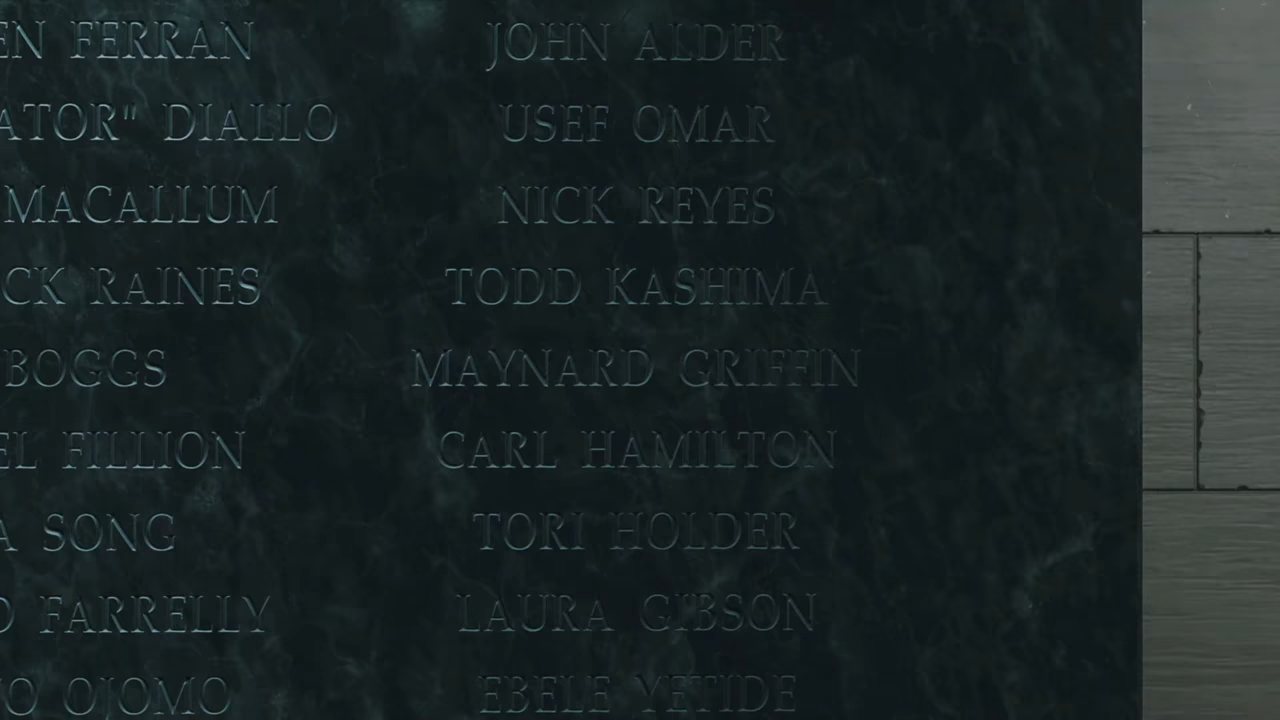 EN FERRAN JOHN ALDER
ATOR" DIALLO USEF OMAR
MACALLUM NICK REYES
CK RAINES TODD KASHIMA
BOGGS MAYNARD GRIFFIN
EL FILLION CARL HAMILTON
A SONG TORI HOLDER
D FARRELLY LAURA GIBSON
O OJOMO EBELE YETIDE